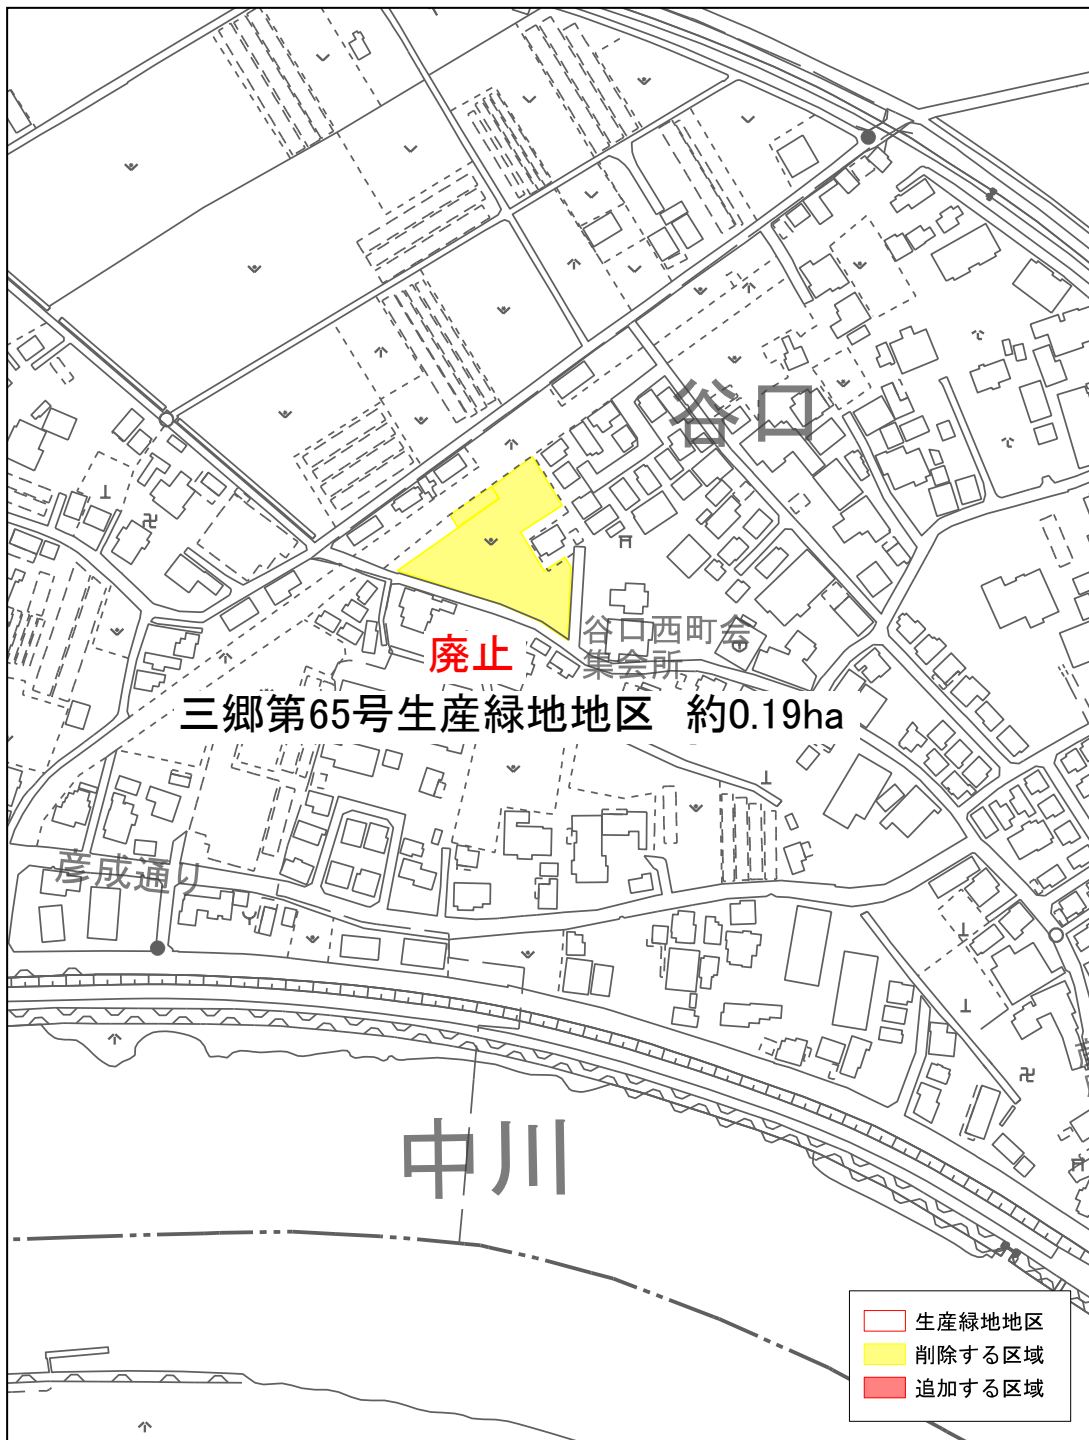 谷口
谷口西町会
集会所
廃止
三郷第65号生産緑地地区　約0.19ha
彦成通り
中川
生産緑地地区
削除する区域
追加する区域